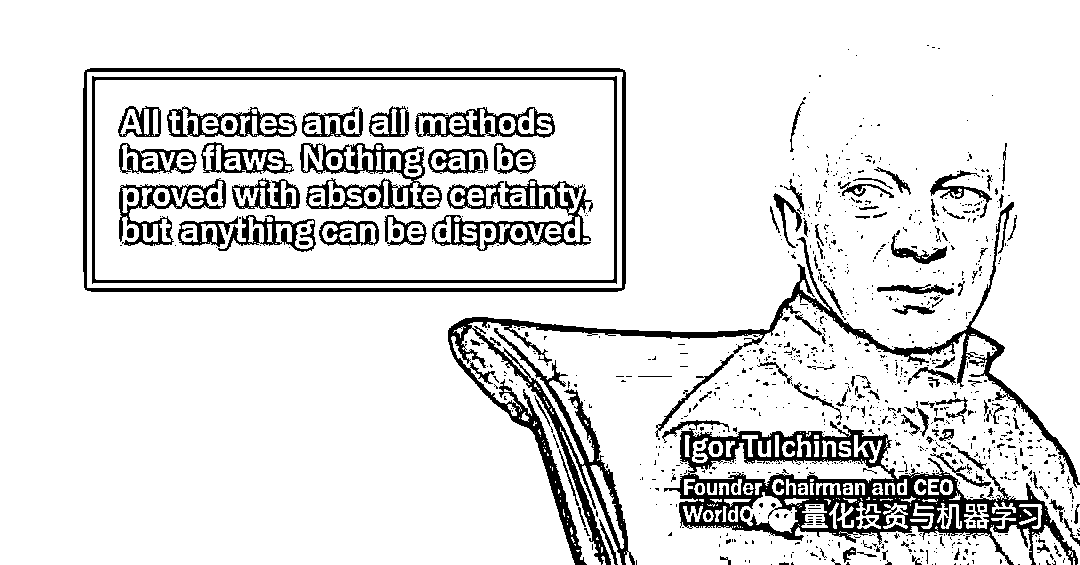 All theories and all methods
have flaws. Nothing can be
proved with absolute certainty,
but anything can be disproved.
Igor Tulchinsky
Founder, Chairman and CEO
量化投资与机器学习